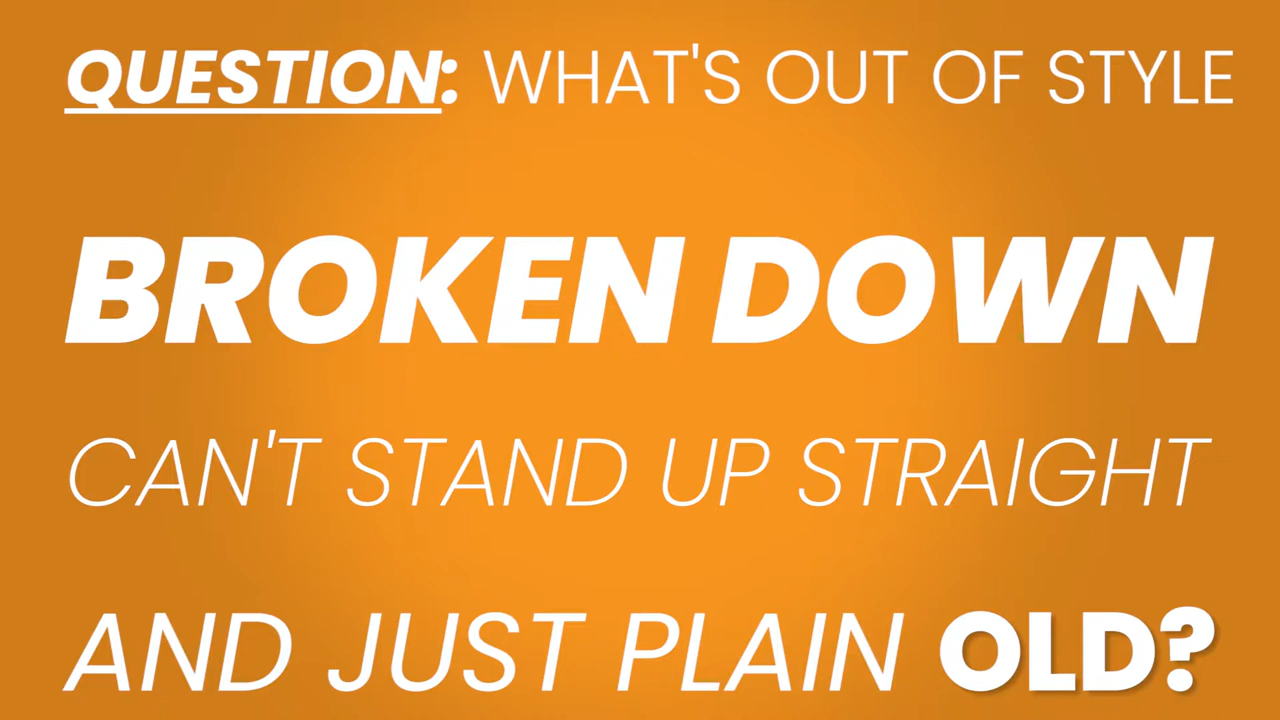 QUESTION: WHAT'S OUT OF STYLE
BROKEN DOWN
CAN'T STAND UP STRAIGHT
AND JUST PLAIN OLD?